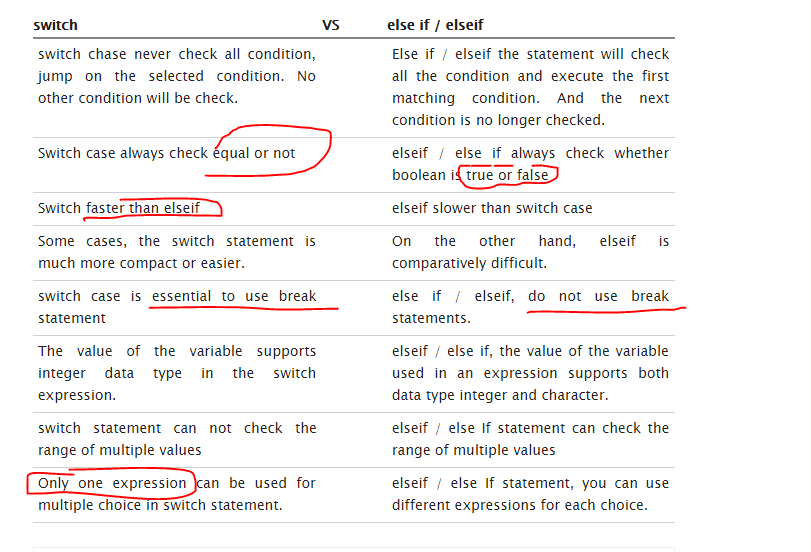 switch VS else if / elseif
switch chase never check all condition,
jump on the selected condition. No
other condition will be check.
Else if / elseif the statement will check
all the condition and execute the first
matching condition. And the next
condition is no longer checked.
Switch case always check equal or not
elseif / else if always check whether
boolean is true or false
Switch faster than elseif
elseif slower than switch case
Some cases, the switch statement is
much more compact or easier.
On the other hand, elseif is
comparatively difficult.
switch case is essential to use break
statement
else if / elseif, do not use break
statements.
The value of the variable supports
integer data type in the switch
expression.
elseif / else if, the value of the variable
used in an expression supports both
data type integer and character.
switch statement can not check the
range of multiple values
elseif / else If statement can check the
range of multiple values
Only one expression can be used for
multiple choice in switch statement.
elseif / else If statement, you can use
different expressions for each choice.